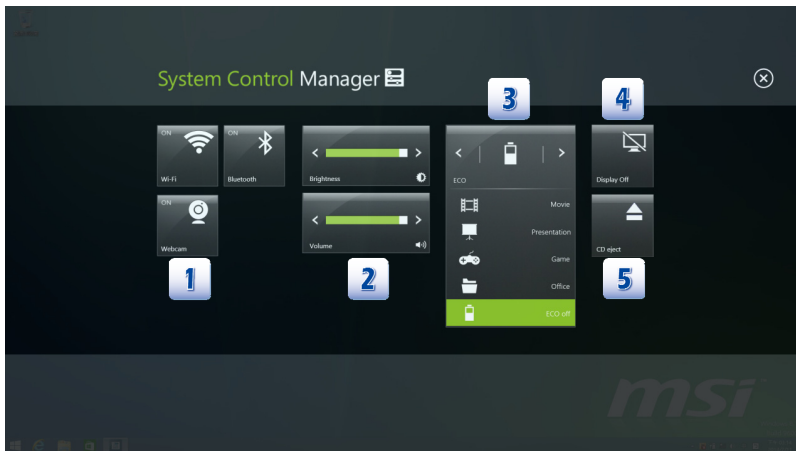 System Control Manager
3
4
ON
Wi-Fi
ON
Bluetooth
Brightness
ECO
Movie
Presentation
Game
Office
ECO off
Display Off
ON
Webcam
Volume
CD eject
1
2
5
msi